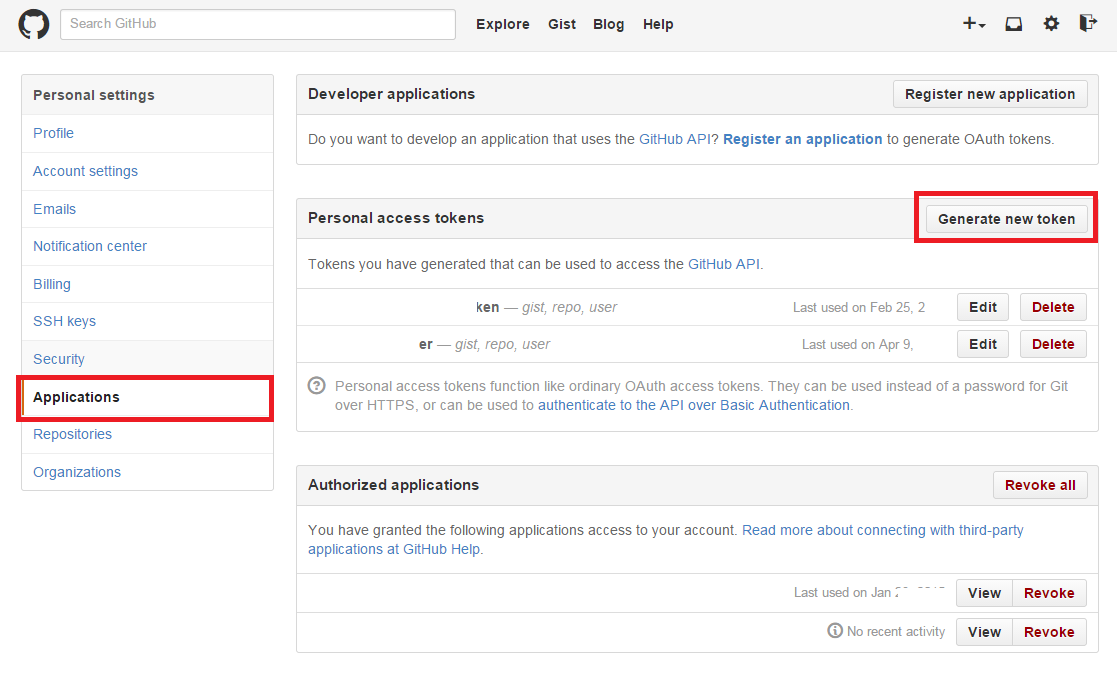 Search GitHub
Explore Gist Blog Help
Personal settings
Profile
Account settings
Emails
Notification center
Billing
SSH keys
Security
Applications
Repositories
Organizations
Developer applications
Register new application
Do you want to develop an application that uses the GitHub API? Register an application to generate OAuth tokens.
Personal access tokens
Generate new token
Tokens you have generated that can be used to access the GitHub API.
ken — gist, repo, user Last used on Feb 25, 2 Edit Delete
er — gist, repo, user Last used on Apr 9, Edit Delete
Personal access tokens function like ordinary OAuth access tokens. They can be used instead of a password for Git
over HTTPS, or can be used to authenticate to the API over Basic Authentication.
Authorized applications
Revoke all
You have granted the following applications access to your account. Read more about connecting with third-party
applications at GitHub Help.
Last used on Jan View Revoke
No recent activity View Revoke